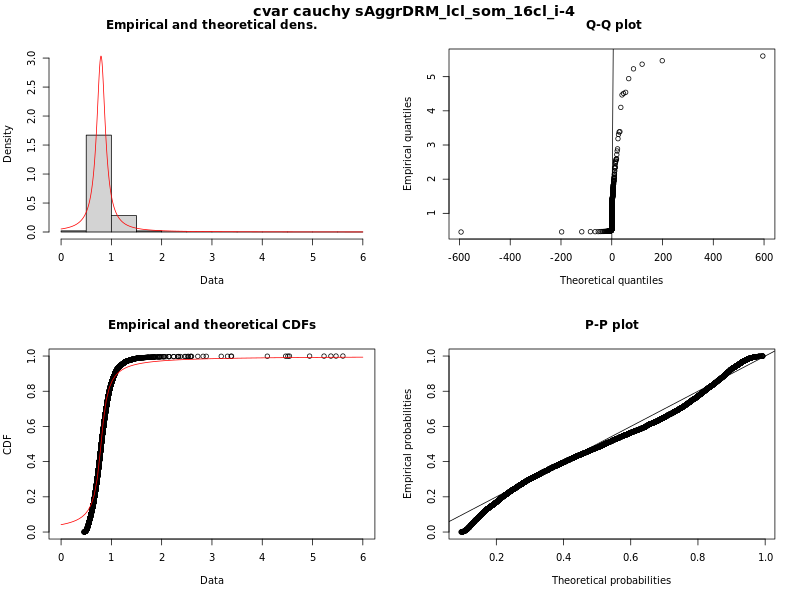 cvar cauchy sAggrDRM_lcl_som_16cl_i-4
Empirical and theoretical dens.
Density
0.0 0.5 1.0 1.5 2.0 2.5 3.0
0 1 2 3 4 5 6
Data
Q-Q plot
Empirical quantiles
1 2 3 4 5
-600 -400 -200 0 200 400 600
Theoretical quantiles
Empirical and theoretical CDFs
CDF
0.0 0.2 0.4 0.6 0.8 1.0
0 1 2 3 4 5 6
Data
P-P plot
Empirical probabilities
0.0 0.2 0.4 0.6 0.8 1.0
0.2 0.4 0.6 0.8 1.0
Theoretical probabilities